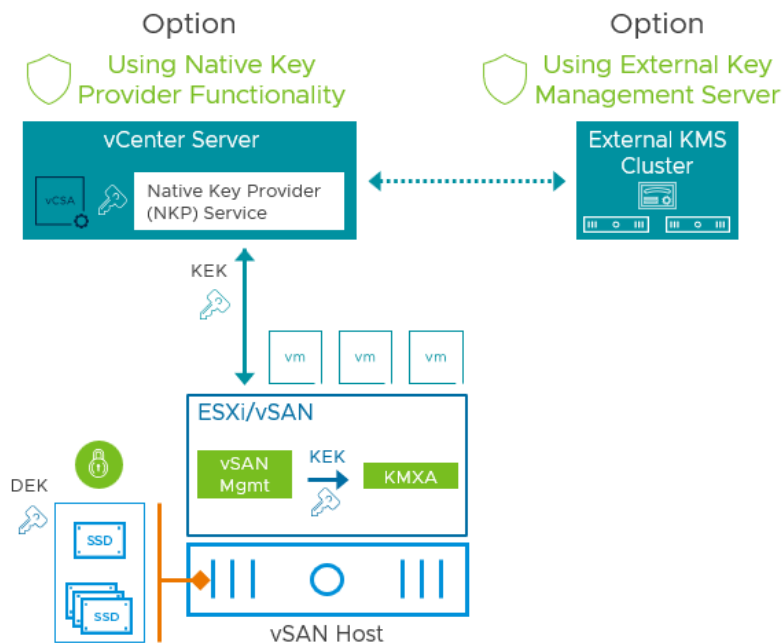 Option
Using Native Key
Provider Functionality
Option
Using External Key
Management Server
vCenter Server
vCSA
Native Key Provider
(NKP) Service
External KMS
Cluster
KEK
vm
vm
vm
ESXi/vSAN
vSAN
Mgmt
KEK
KMXA
DEK
SSD
SSD
vSAN Host